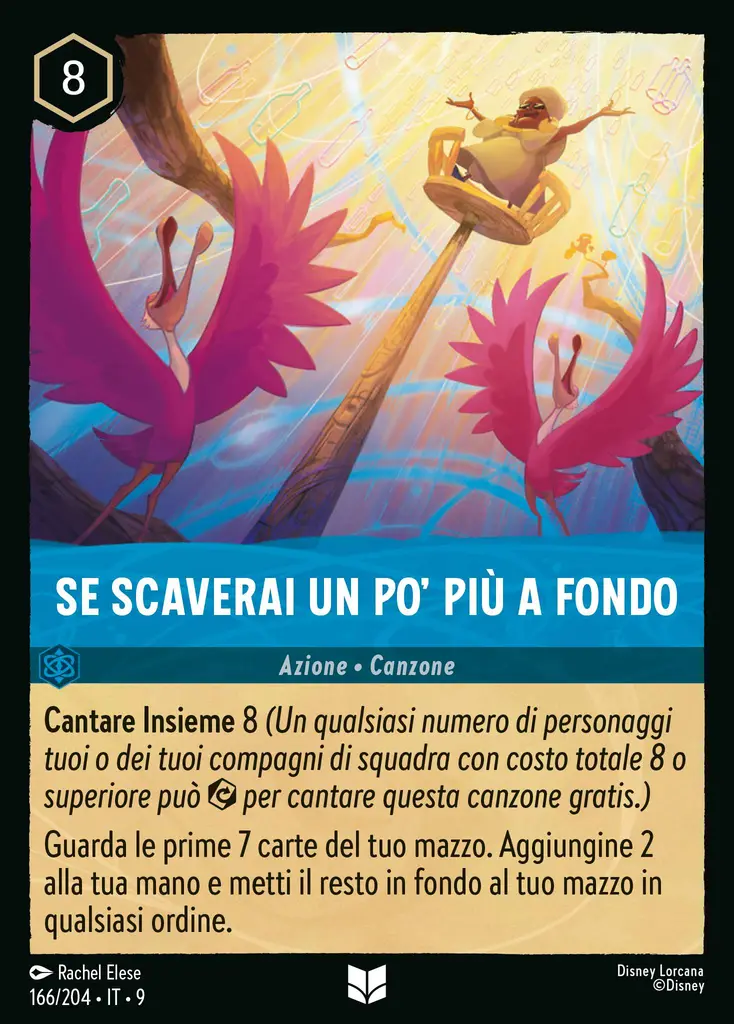 8
SE SCAVERAI UN PO' PIÙ A FONDO
Azione • Canzone
Cantare Insieme 8 (Un qualsiasi numero di personaggi
tuoi o dei tuoi compagni di squadra con costo totale 8 o
superiore può per cantare questa canzone gratis.)
Guarda le prime 7 carte del tuo mazzo. Aggiungine 2
alla tua mano e metti il resto in fondo al tuo mazzo in
qualsiasi ordine.
Rachel Elese
Disney Lorcana
166/204 • IT • 9
©Disney